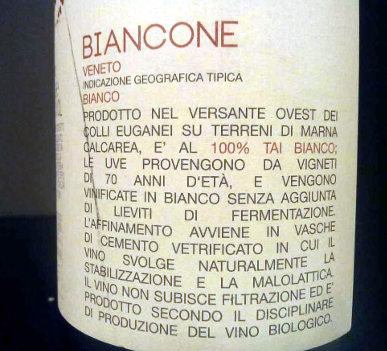 BIANCONE
VENETO
INDICAZIONE GEOGRAFICA TIPICA
BIANCO
PRODOTTO NEL VERSANTE OVEST DEI
COLLI EUGANEI SU TERRENI DI MARNA
CALCAREA, E' AL 100% TAI BIANCO;
LE UVE PROVENGONO DA VIGNETI
DI 70 ANNI D'ETÀ, E VENGONO
VINIFICATE IN BIANCO SENZA AGGIUNTA
DI LIEVITI DI FERMENTAZIONE.
L'AFFINAMENTO AVVIENE IN VASCHE
DI CEMENTO VETRIFICATO IN CUI IL
VINO SVOLGE NATURALMENTE LA
STABILIZZAZIONE E LA MALOLATTICA.
IL VINO NON SUBISCE FILTRAZIONE ED E'
PRODOTTO SECONDO IL DISCIPLINARE
DI PRODUZIONE DEL VINO BIOLOGICO.